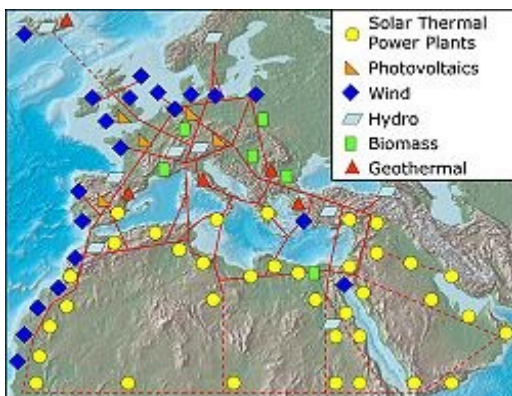 Solar Thermal
Power Plants
Photovoltaics
Wind
Hydro
Biomass
Geothermal